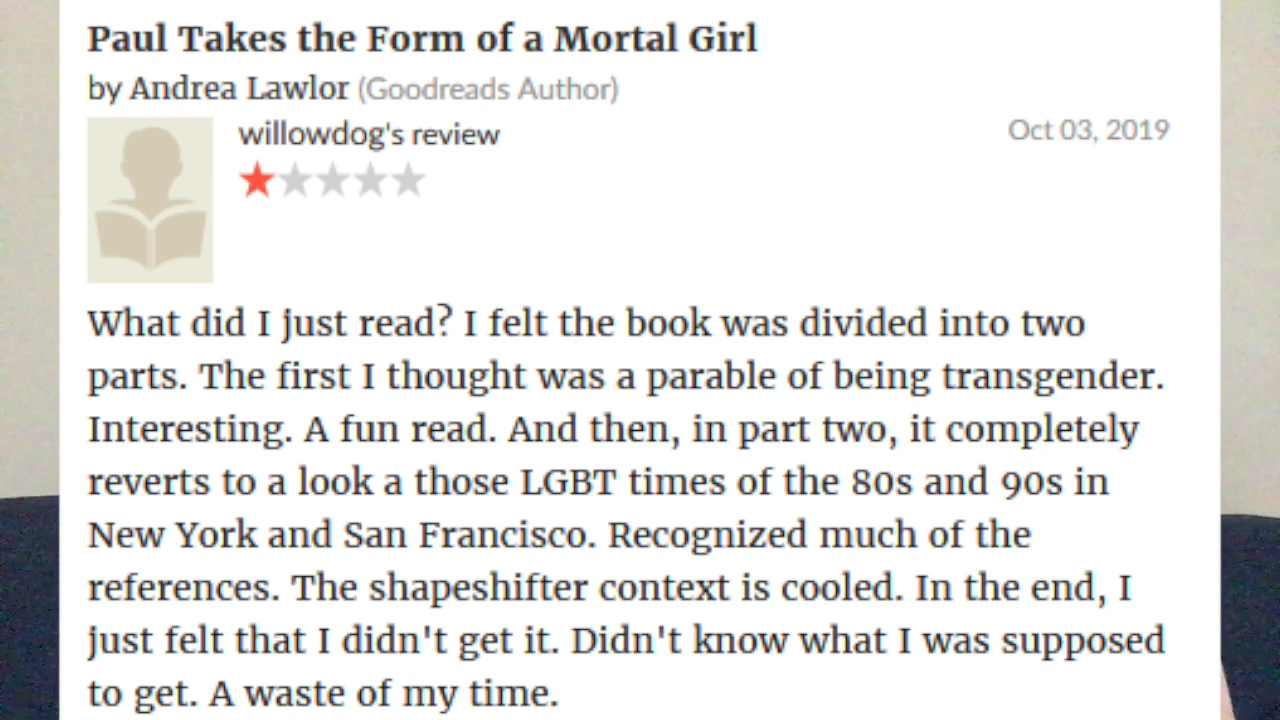 Paul Takes the Form of a Mortal Girl
by Andrea Lawlor (Goodreads Author)
willowdog's review
Oct 03, 2019
What did I just read? I felt the book was divided into two
parts. The first I thought was a parable of being transgender.
Interesting. A fun read. And then, in part two, it completely
reverts to a look a those LGBT times of the 80s and 90s in
New York and San Francisco. Recognized much of the
references. The shapeshifter context is cooled. In the end, I
just felt that I didn't get it. Didn't know what I was supposed
to get. A waste of my time.